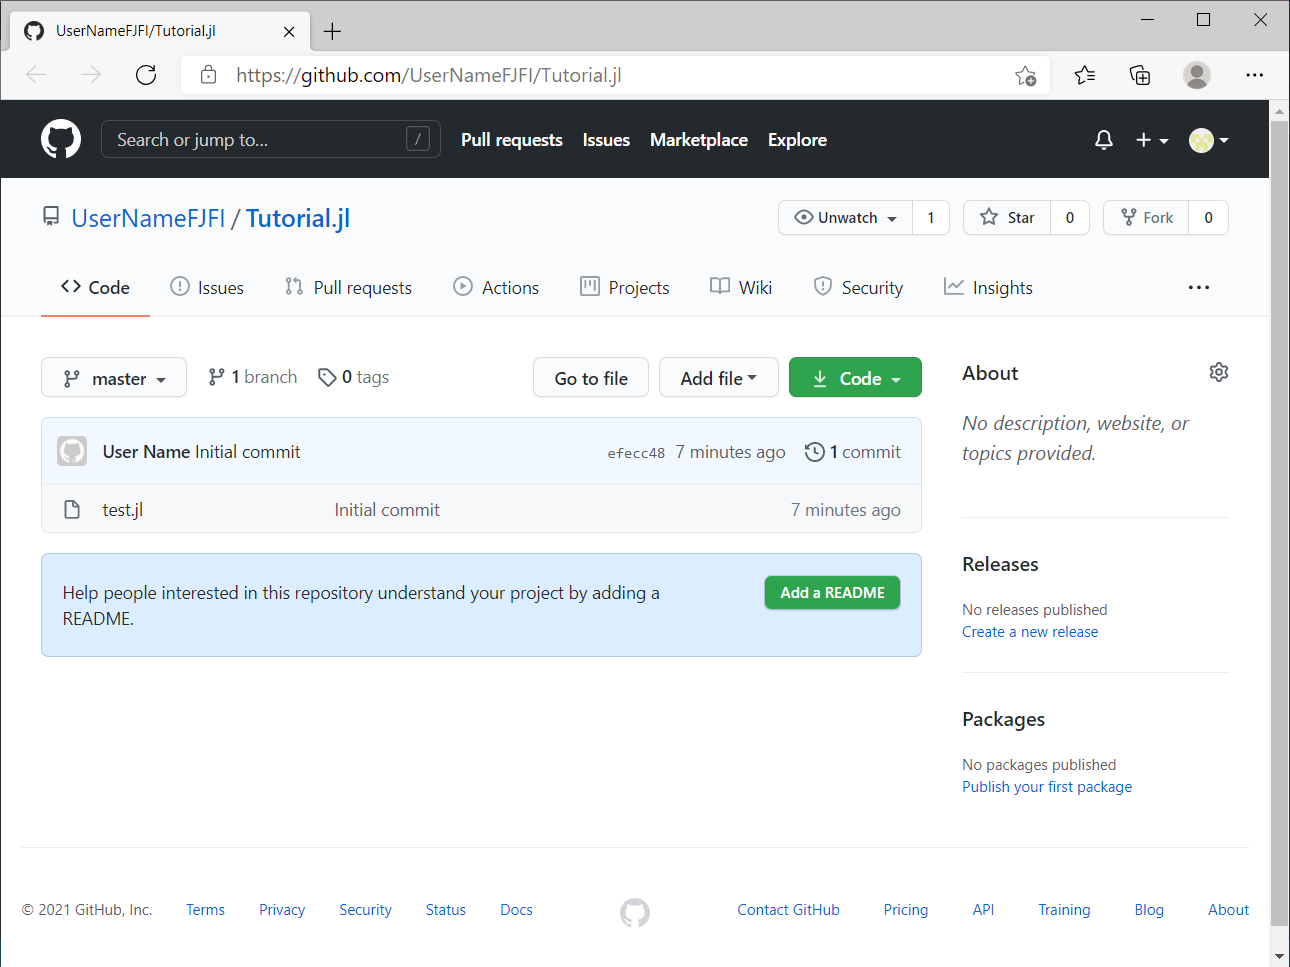 UserNameFJFI/Tutorial.jl
https://github.com/UserNameFJFI/Tutorial.jl
Search or jump to... / Pull requests Issues Marketplace Explore
UserNameFJFI / Tutorial.jl Unwatch 1 Star 0 Fork 0
Code Issues Pull requests Actions Projects Wiki Security Insights
master 1 branch 0 tags Go to file Add file Code
User Name Initial commit efecc48 7 minutes ago 1 commit
test.jl Initial commit 7 minutes ago
Help people interested in this repository understand your project by adding a
README.
Add a README
About
No description, website, or
topics provided.
Releases
No releases published
Create a new release
Packages
No packages published
Publish your first package
© 2021 GitHub, Inc. Terms Privacy Security Status Docs Contact GitHub Pricing API Training Blog About